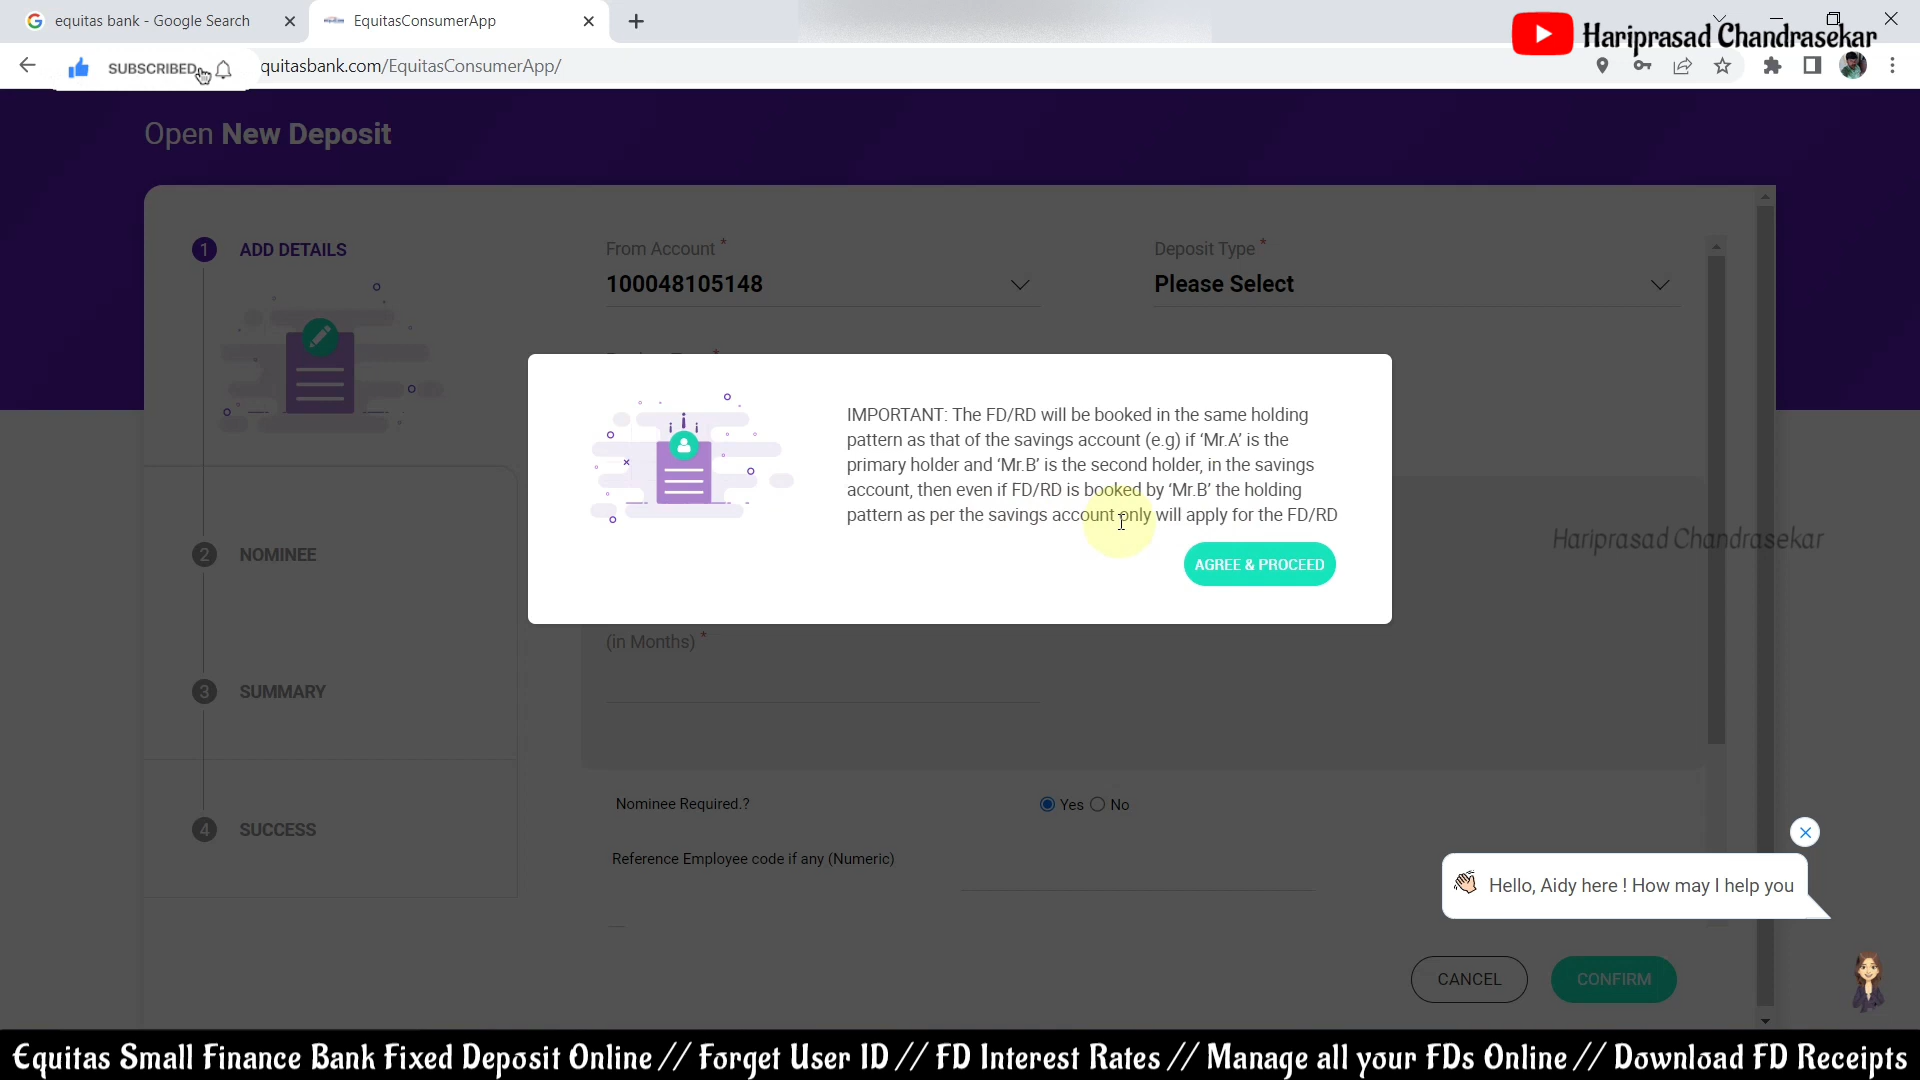 equitas bank - Google Search
EquitasConsumerApp
Hariprasad Chandrasekar
SUBSCRIBED
quitasbank.com/EquitasConsumerApp/
Open New Deposit
1 ADD DETAILS
From Account *
100048105148
Deposit Type *
Please Select
IMPORTANT: The FD/RD will be booked in the same holding
pattern as that of the savings account (e.g) if ‘Mr.A’ is the
primary holder and ‘Mr.B’ is the second holder, in the savings
account, then even if FD/RD is booked by ‘Mr.B’ the holding
pattern as per the savings account only will apply for the FD/RD
AGREE & PROCEED
Hariprasad Chandrasekar
2 NOMINEE
(in Months) *
3 SUMMARY
Nominee Required.?
Yes No
4 SUCCESS
Reference Employee code if any (Numeric)
Hello, Aidy here ! How may I help you
CANCEL
CONFIRM
Equitas Small Finance Bank Fixed Deposit Online // Forget User ID // FD Interest Rates // Manage all your FDs Online // Download FD Receipts